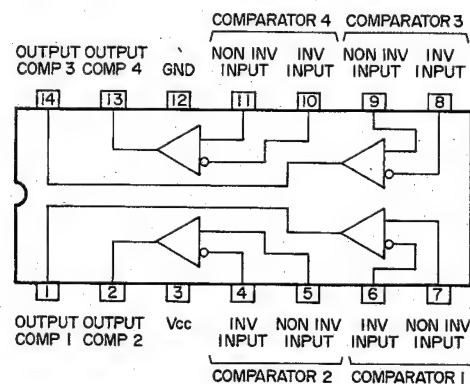 COMPARATOR 4 COMPARATOR 3
OUTPUT OUTPUT NON INV INV NON INV INV
COMP 3 COMP 4 GND INPUT INPUT INPUT INPUT
14 13 12 11 10 9 8
1 2 3 4 5 6 7
OUTPUT OUTPUT Vcc INV NON INV INV NON INV
COMP 1 COMP 2 INPUT INPUT INPUT INPUT
COMPARATOR 2 COMPARATOR 1